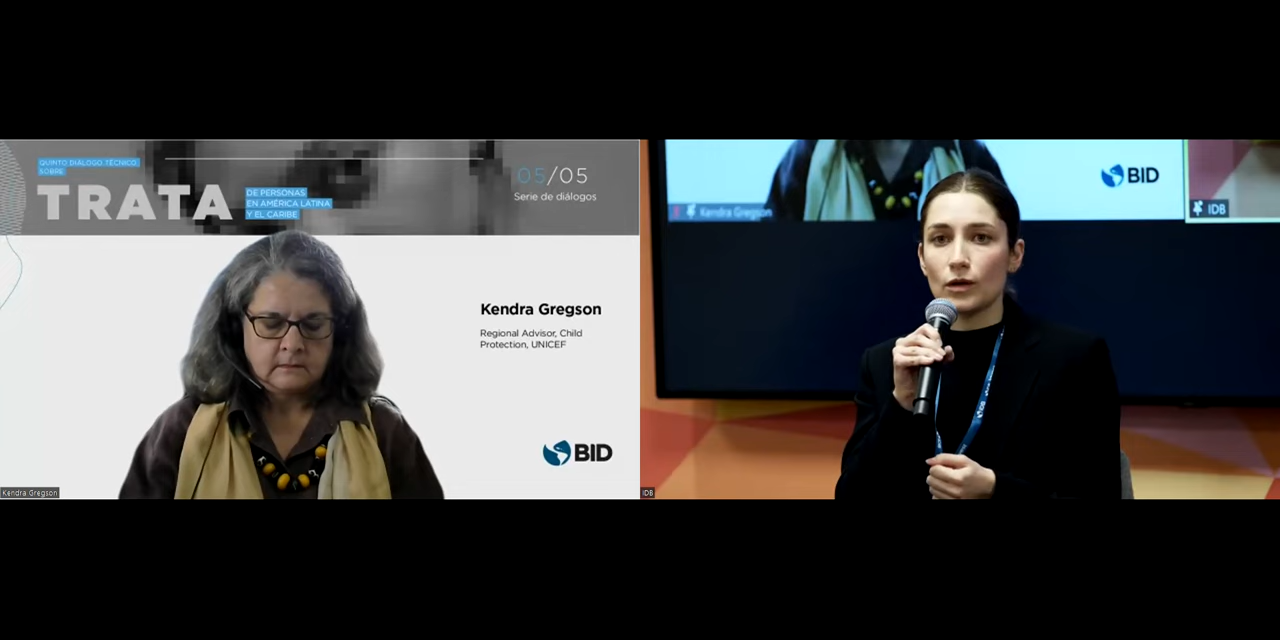 QUINTO DIÁLOGO TÉCNICO
SOBRE
TRATA
DE PERSONAS
EN AMÉRICA LATINA
Y EL CARIBE
05/05
Serie de diálogos
Kendra Gregson
Regional Advisor, Child
Protection, UNICEF
BID
Kendra Gregson
BID
Kendra Gregson
IDB
IDB